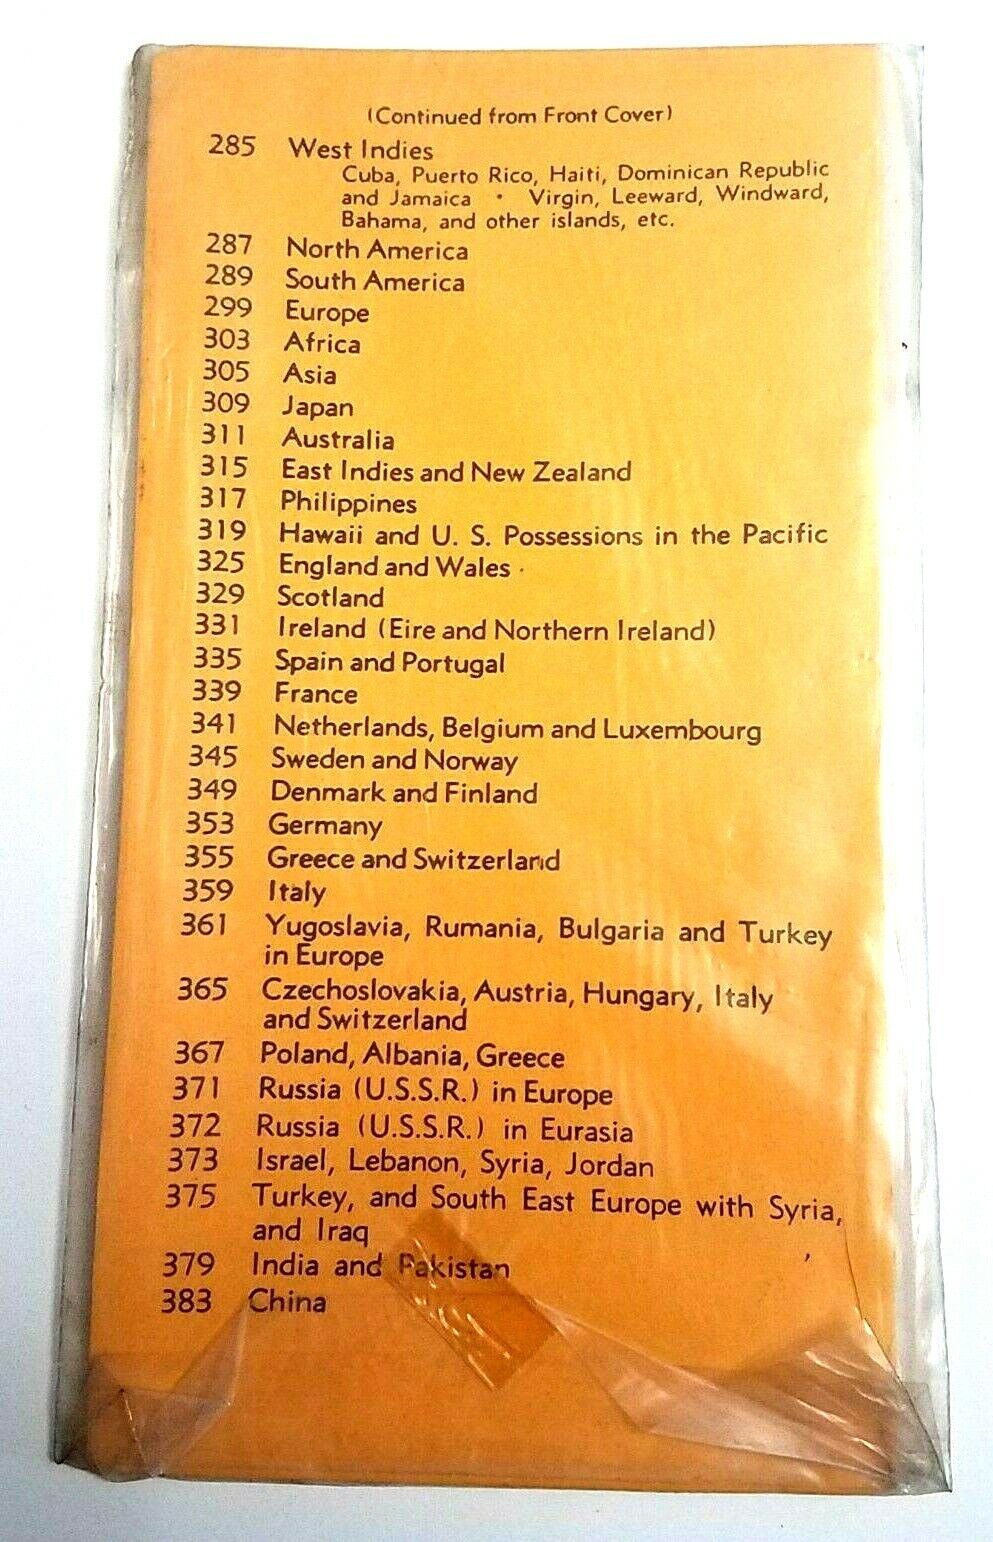 (Continued from Front Cover)
285 West Indies
Cuba, Puerto Rico, Haiti, Dominican Republic
and Jamaica • Virgin, Leeward, Windward,
Bahama, and other islands, etc.
287 North America
289 South America
299 Europe
303 Africa
305 Asia
309 Japan
311 Australia
315 East Indies and New Zealand
317 Philippines
319 Hawaii and U. S. Possessions in the Pacific
325 England and Wales
329 Scotland
331 Ireland (Eire and Northern Ireland)
335 Spain and Portugal
339 France
341 Netherlands, Belgium and Luxembourg
345 Sweden and Norway
349 Denmark and Finland
353 Germany
355 Greece and Switzerland
359 Italy
361 Yugoslavia, Rumania, Bulgaria and Turkey
in Europe
365 Czechoslovakia, Austria, Hungary, Italy
and Switzerland
367 Poland, Albania, Greece
371 Russia (U.S.S.R.) in Europe
372 Russia (U.S.S.R.) in Eurasia
373 Israel, Lebanon, Syria, Jordan
375 Turkey, and South East Europe with Syria,
and Iraq
379 India and Pakistan
383 China